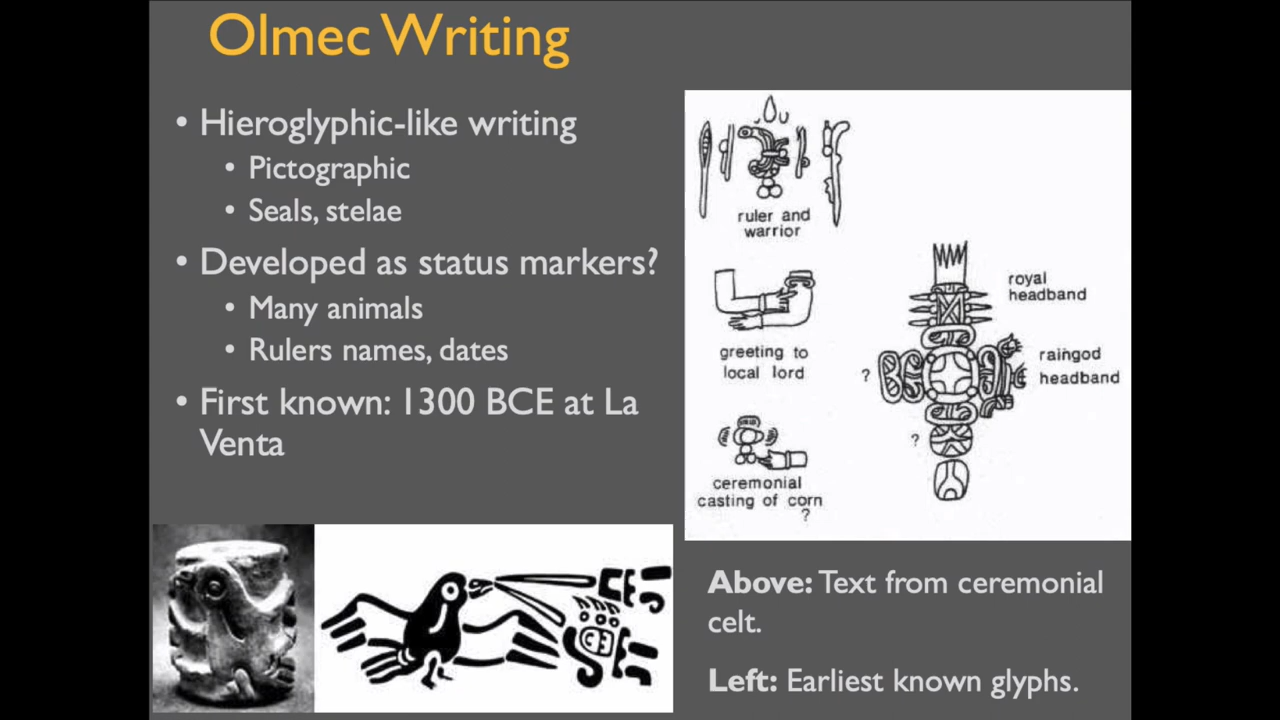 Olmec Writing
• Hieroglyphic-like writing
• Pictographic
• Seals, stelae
• Developed as status markers?
• Many animals
• Rulers names, dates
• First known: 1300 BCE at La
Venta
ruler and
warrior
greeting to
local lord
ceremonial
casting of corn
?
royal
headband
raingod
headband
?
?
Above: Text from ceremonial
celt.
Left: Earliest known glyphs.